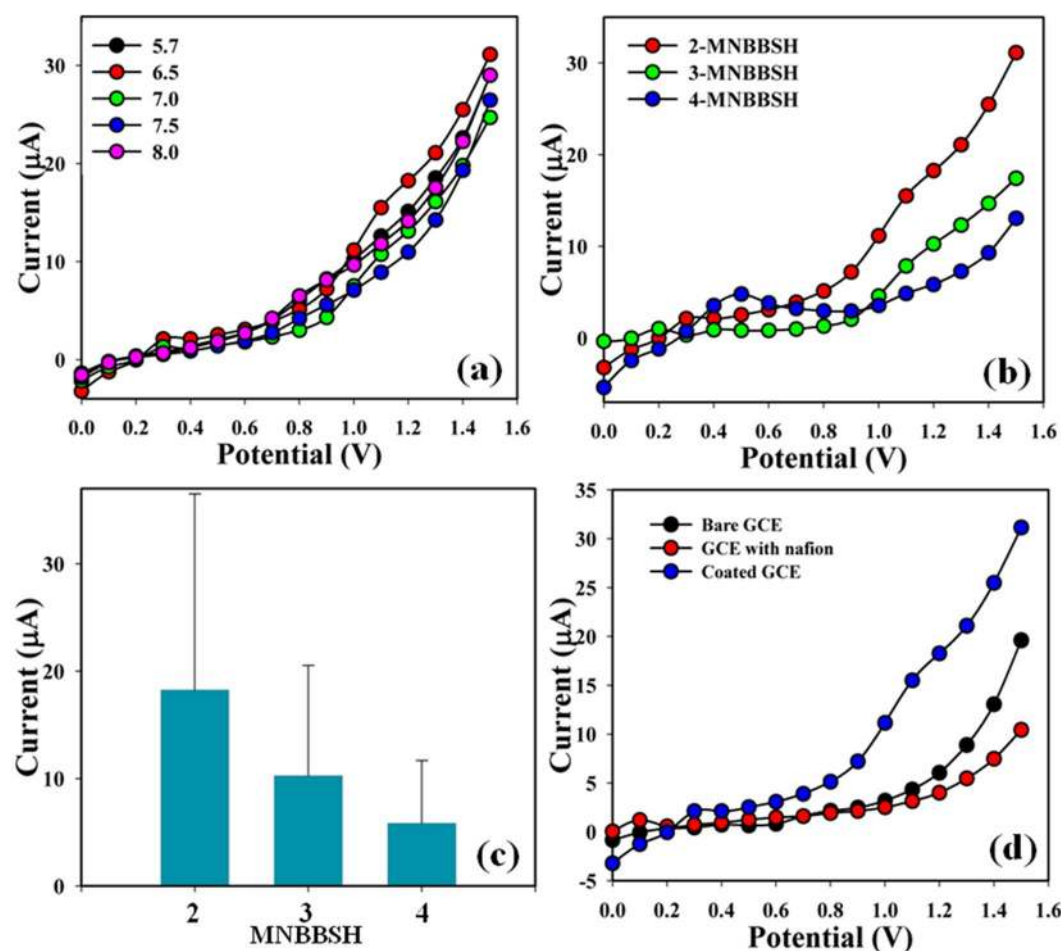 5.7
6.5
7.0
7.5
8.0
30
20
10
0
Current (μA)
(a)
0.0 0.2 0.4 0.6 0.8 1.0 1.2 1.4 1.6
Potential (V)
2-MNBBSH
3-MNBBSH
4-MNBBSH
30
20
10
0
Current (μA)
(b)
0.0 0.2 0.4 0.6 0.8 1.0 1.2 1.4 1.6
Potential (V)
30
20
10
0
Current (μA)
(c)
2 3 4
MNBBSH
Bare GCE
GCE with nafion
Coated GCE
35
30
25
20
15
10
5
0
-5
Current (μA)
(d)
0.0 0.2 0.4 0.6 0.8 1.0 1.2 1.4 1.6
Potential (V)